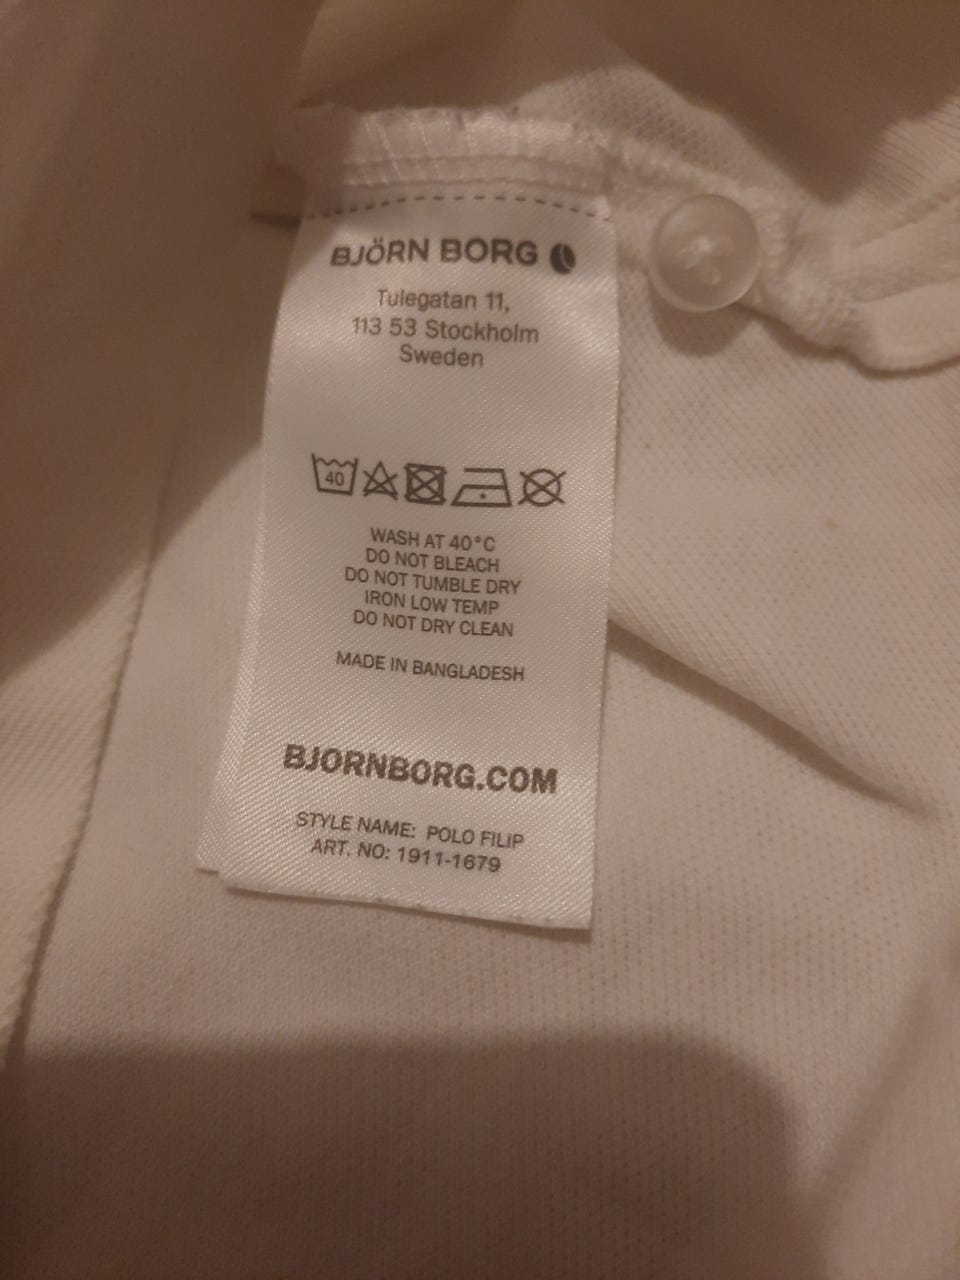 BJÖRN BORG
Tulegatan 11,
113 53 Stockholm
Sweden
40
WASH AT 40°C
DO NOT BLEACH
DO NOT TUMBLE DRY
IRON LOW TEMP
DO NOT DRY CLEAN
MADE IN BANGLADESH
BJORNBORG.COM
STYLE NAME: POLO FILIP
ART. NO: 1911-1679